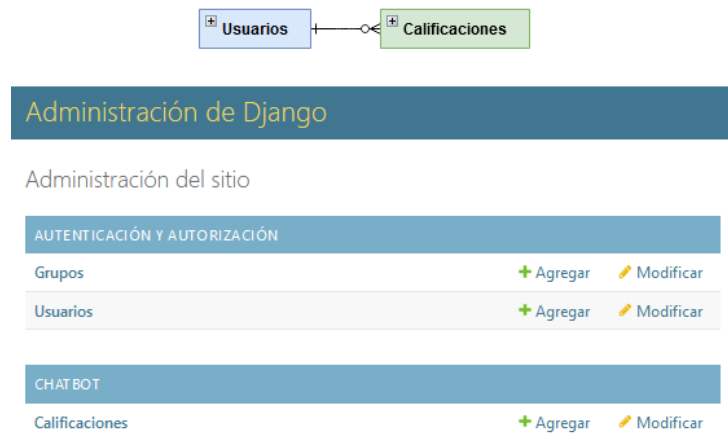 Usuarios Calificaciones
Administración de Django
Administración del sitio
AUTENTICACIÓN Y AUTORIZACIÓN
Grupos Agregar Modificar
Usuarios Agregar Modificar
CHATBOT
Calificaciones Agregar Modificar